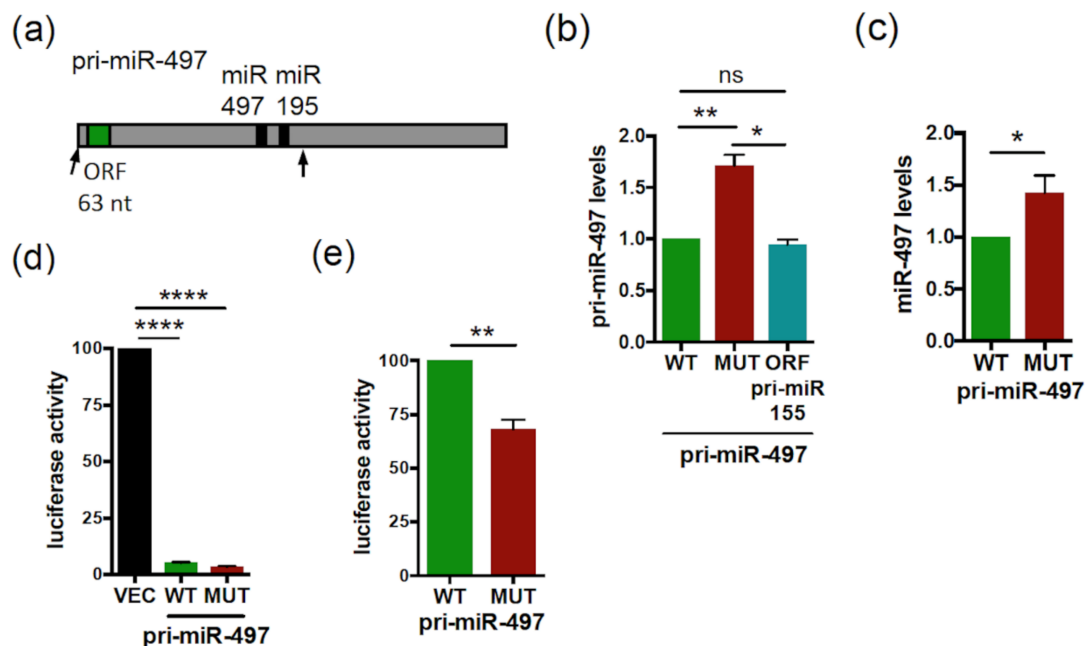 (a)
pri-miR-497
miR miR
497 195
ORF
63 nt
(b)
ns
** *
2.0
1.5
1.0
0.5
0.0
pri-miR-497 levels
WT MUT ORF
pri-miR
155
pri-miR-497
(c)
*
2.0
1.5
1.0
0.5
0.0
miR-497 levels
WT MUT
pri-miR-497
(d)
****
****
100
75
50
25
0
luciferase activity
VEC WT MUT
pri-miR-497
(e)
**
100
75
50
25
0
luciferase activity
WT MUT
pri-miR-497